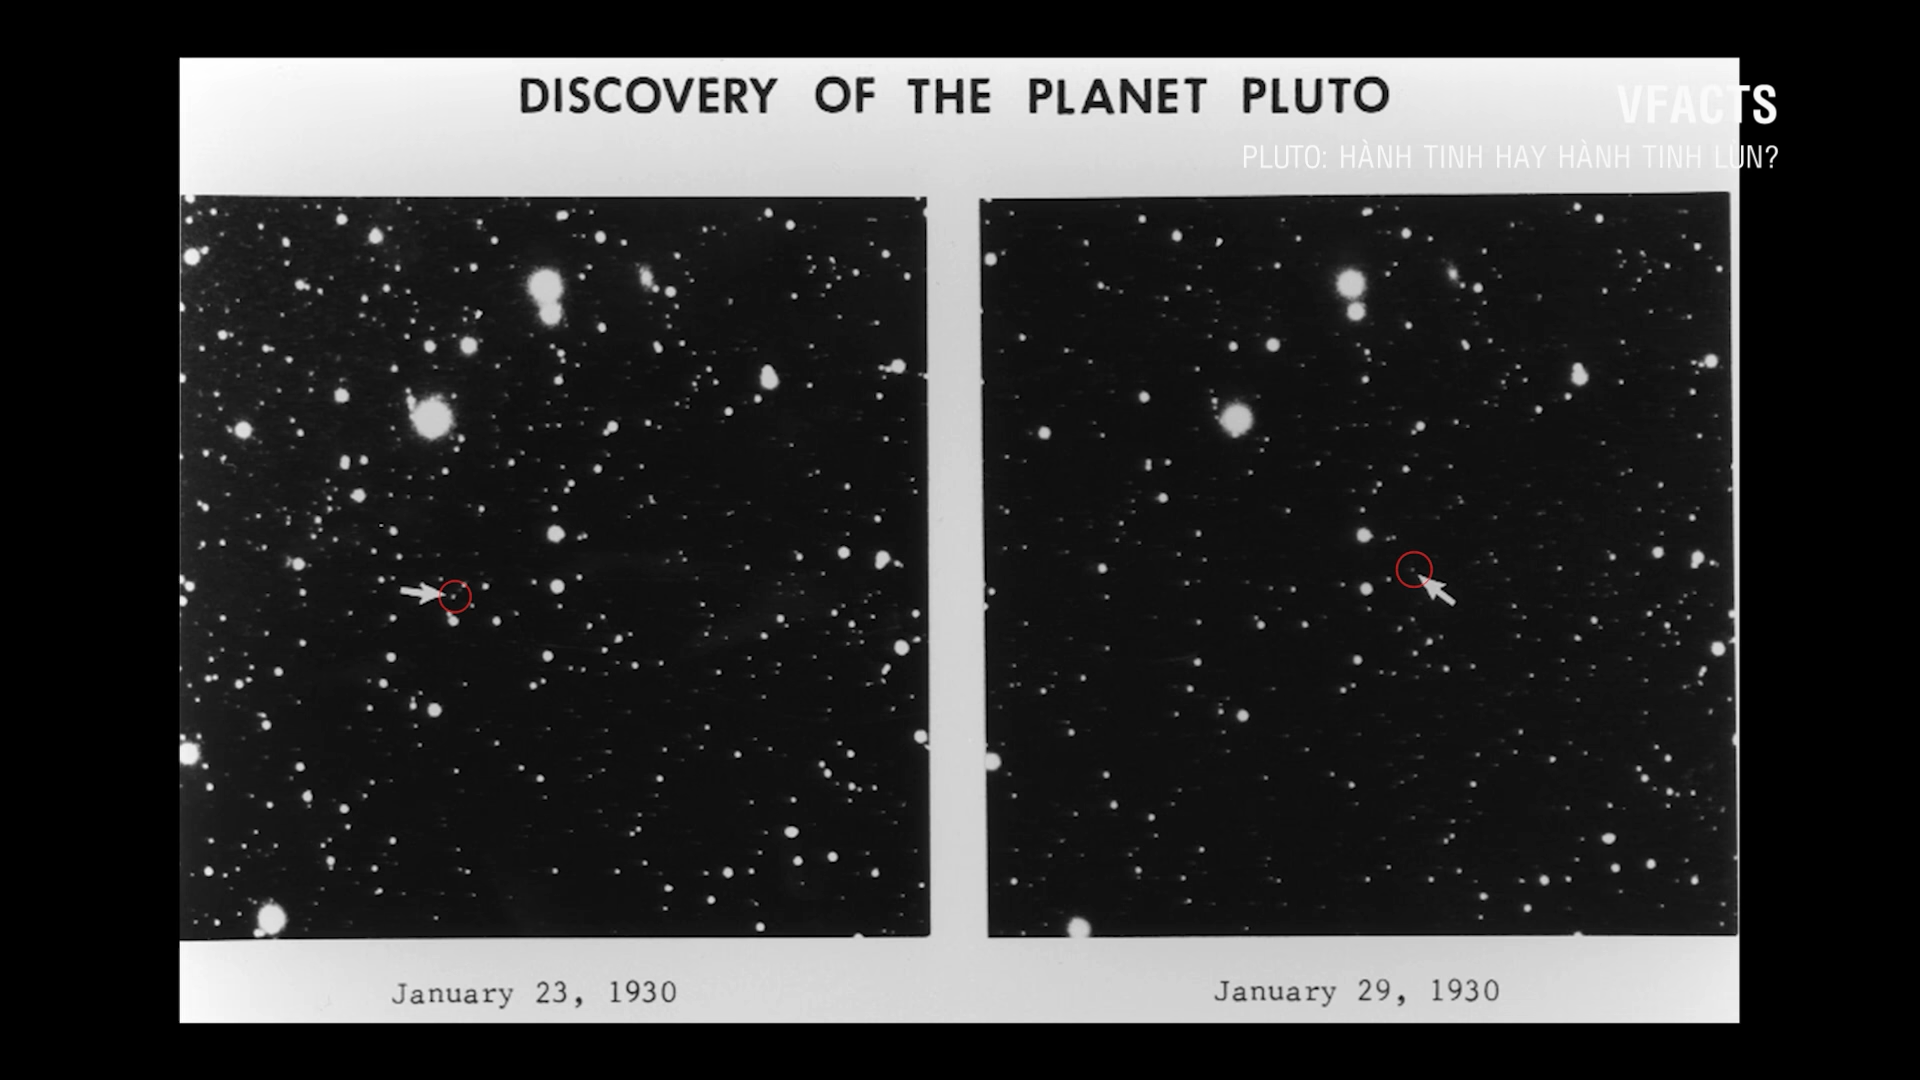 DISCOVERY OF THE PLANET PLUTO
VFACTS
PLUTO: HÀNH TINH HAY HÀNH TINH LÙN?
January 23, 1930
January 29, 1930